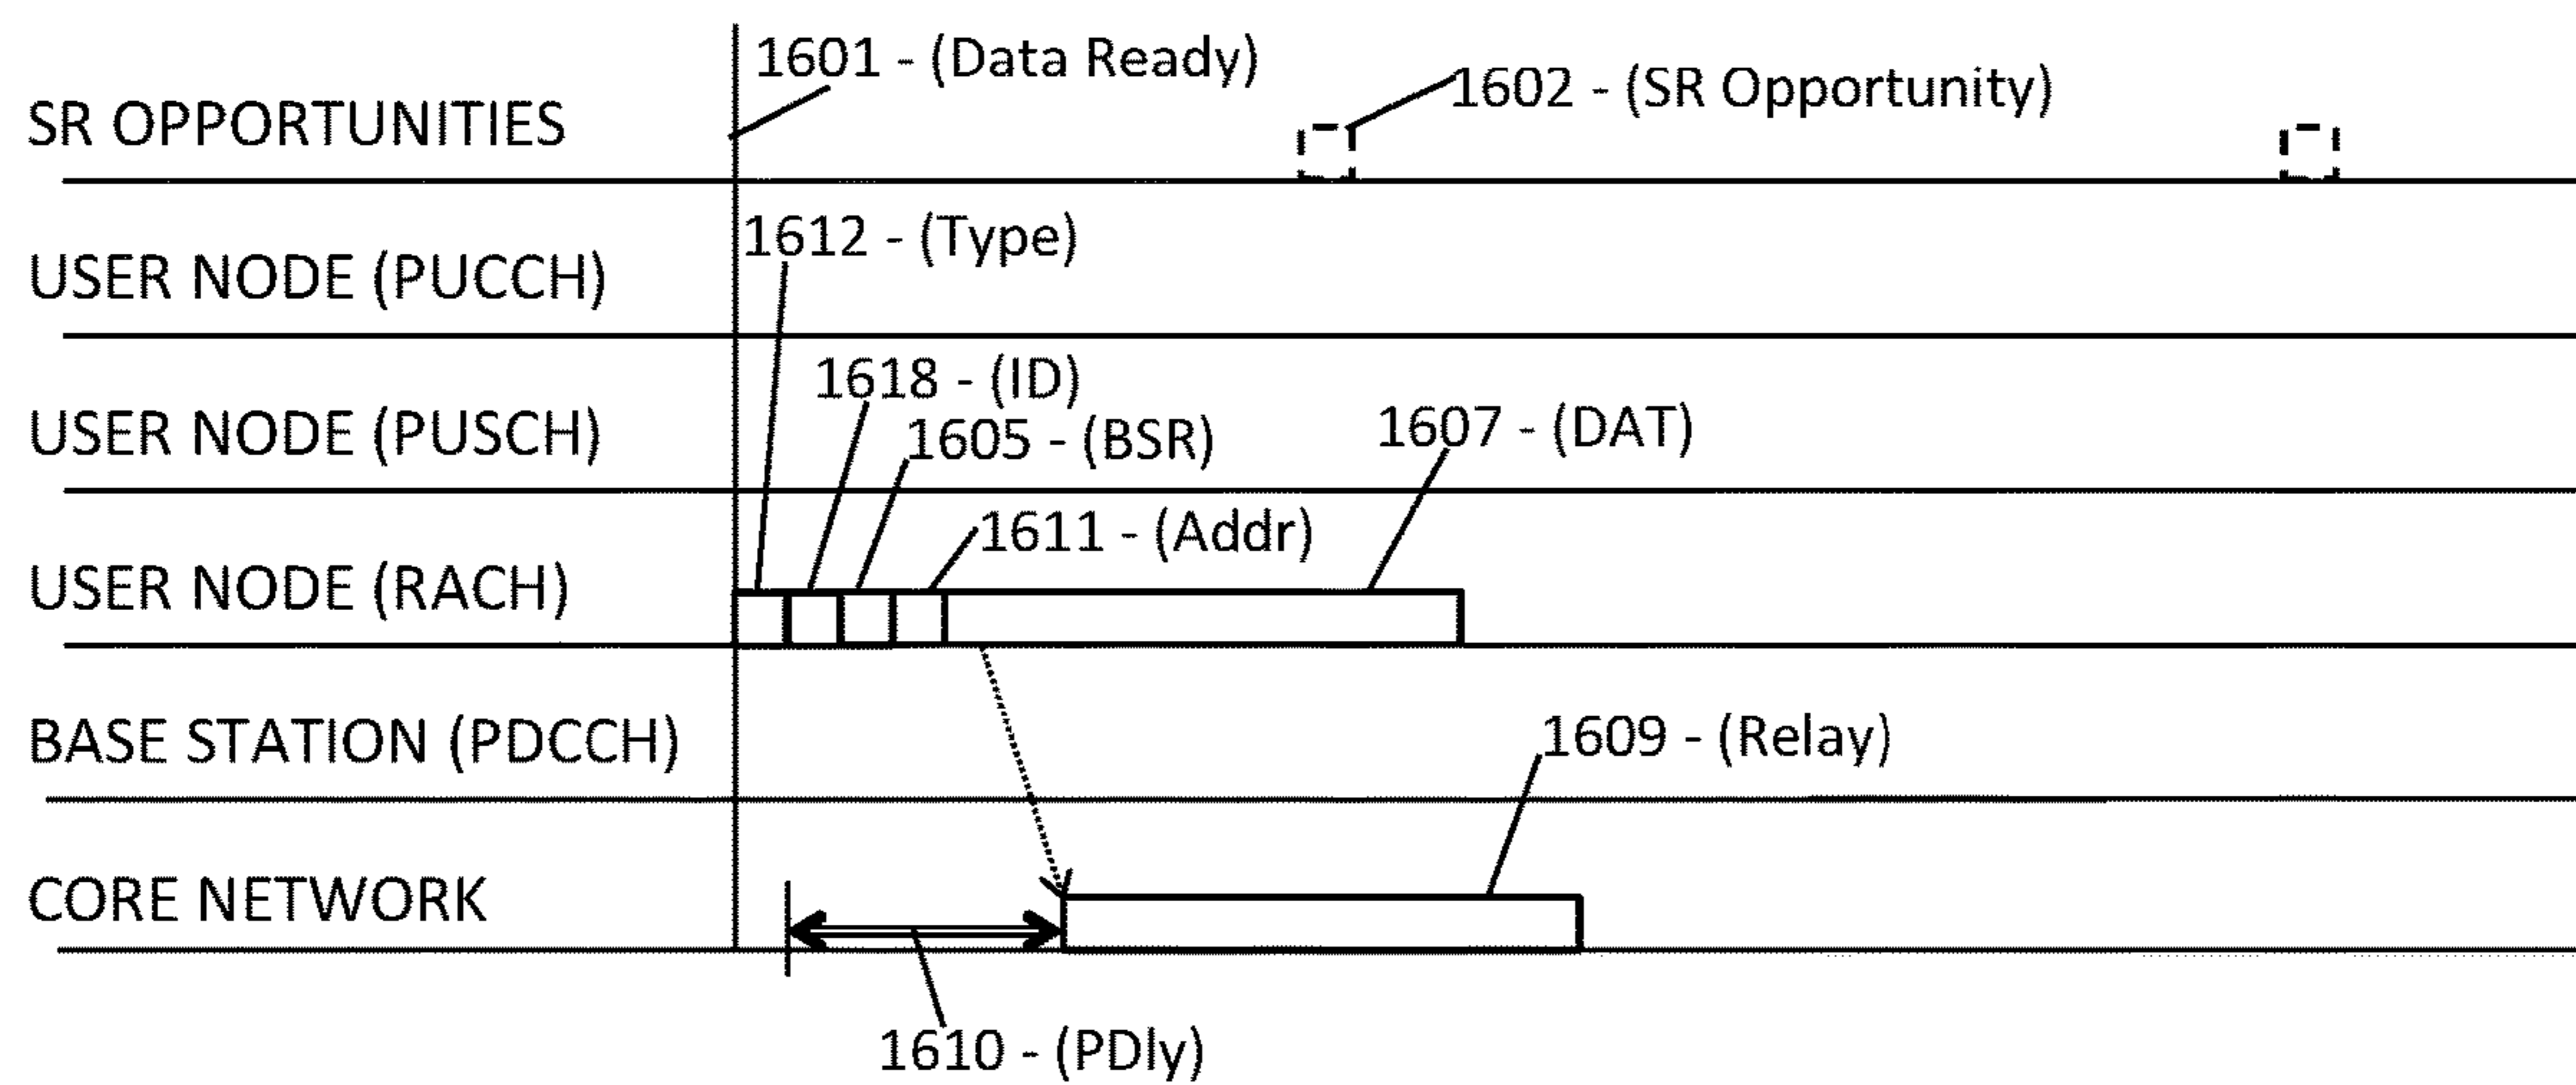 1601 - (Data Ready)
1602 - (SR Opportunity)
SR OPPORTUNITIES
1612 - (Type)
USER NODE (PUCCH)
1618 - (ID)
1605 - (BSR)
1607 - (DAT)
USER NODE (PUSCH)
1611 - (Addr)
USER NODE (RACH)
BASE STATION (PDCCH)
1609 - (Relay)
CORE NETWORK
1610 - (PDly)